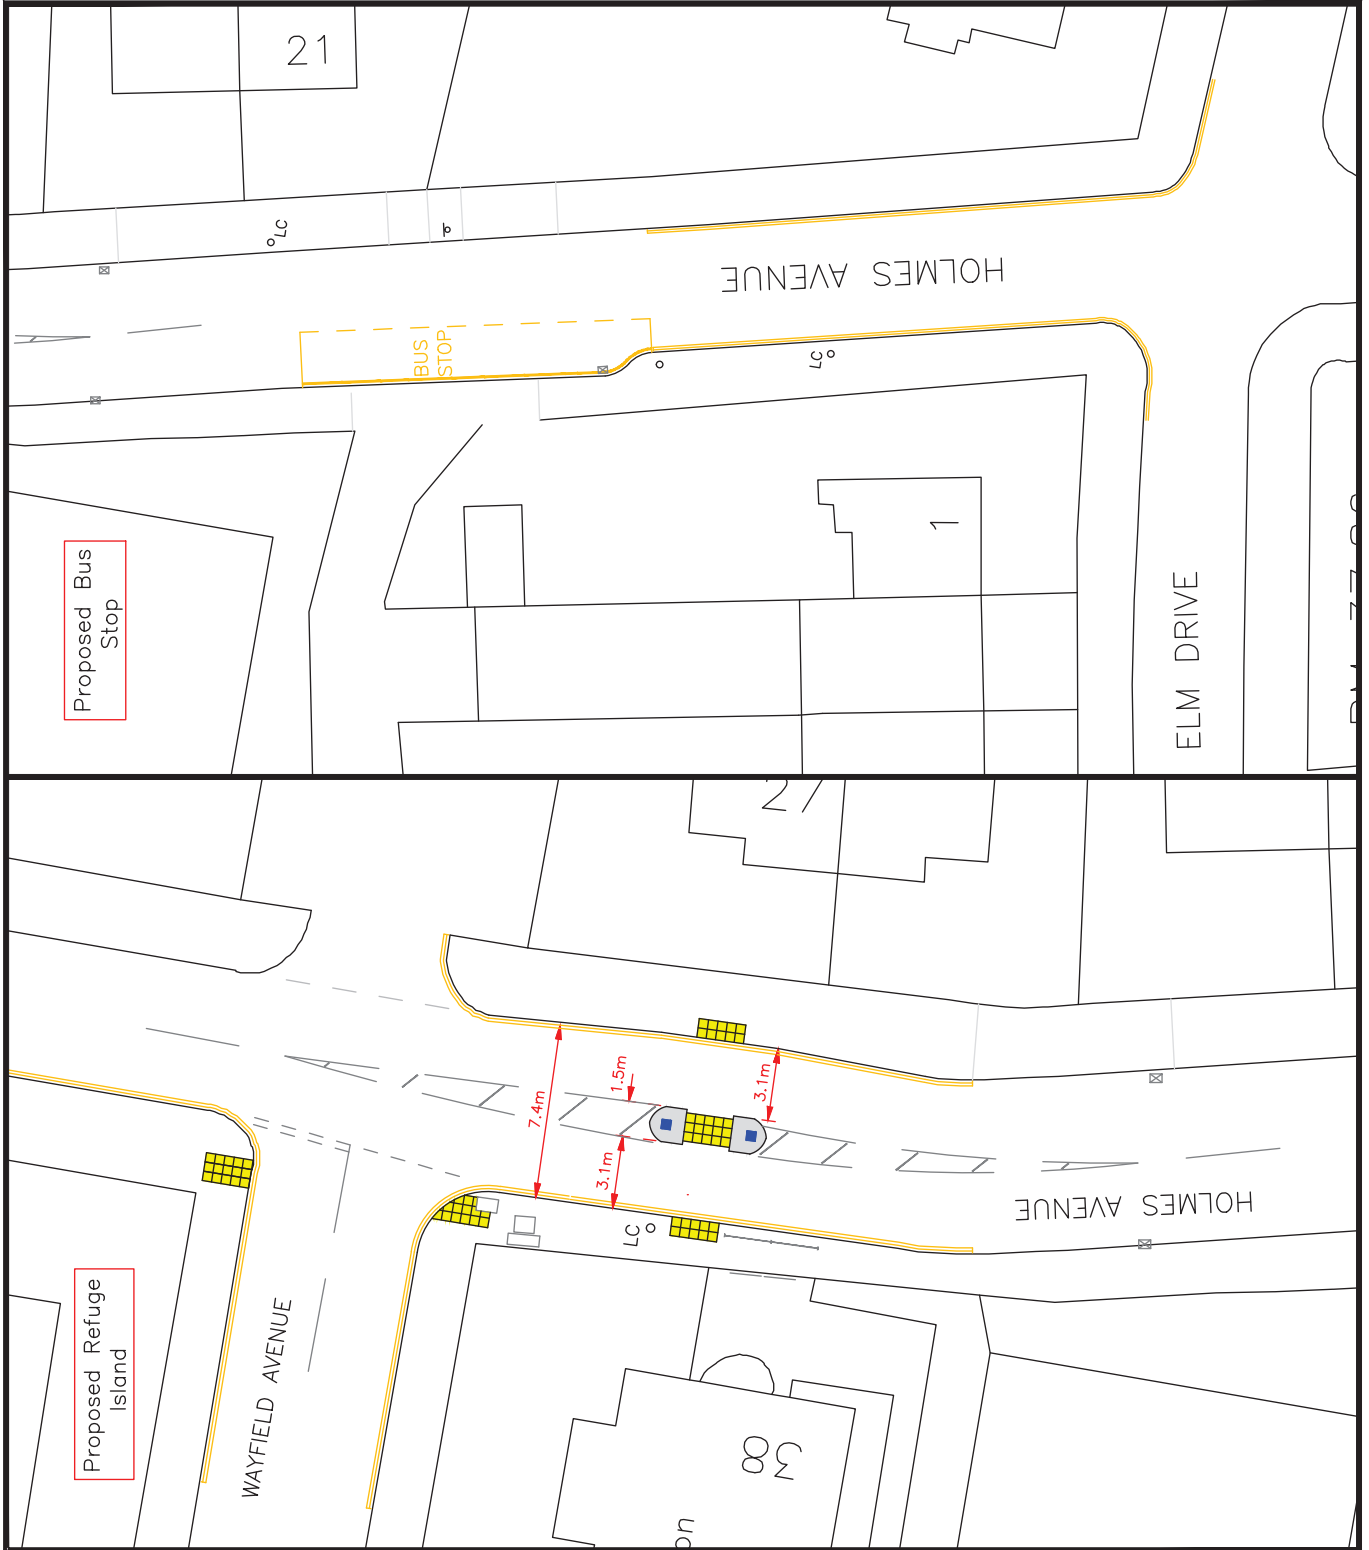 21
LC
HOLMES AVENUE
BUS
STOP
LC
1
Proposed Bus
Stop
ELM DRIVE
27
1.5m
3.1m
7.4m
3.1m
HOLMES AVENUE
LC
Proposed Refuge
Island
WAYFIELD AVENUE
38
on